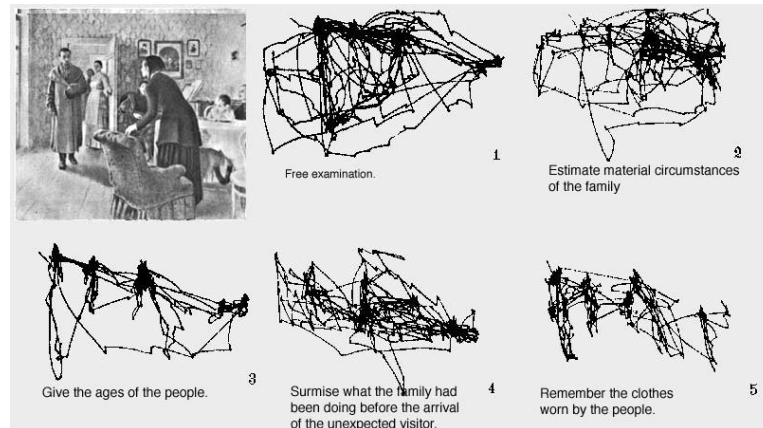 1
Free examination.
2
Estimate material circumstances
of the family
3
Give the ages of the people.
4
Surmise what the family had
been doing before the arrival
of the unexpected visitor.
5
Remember the clothes
worn by the people.